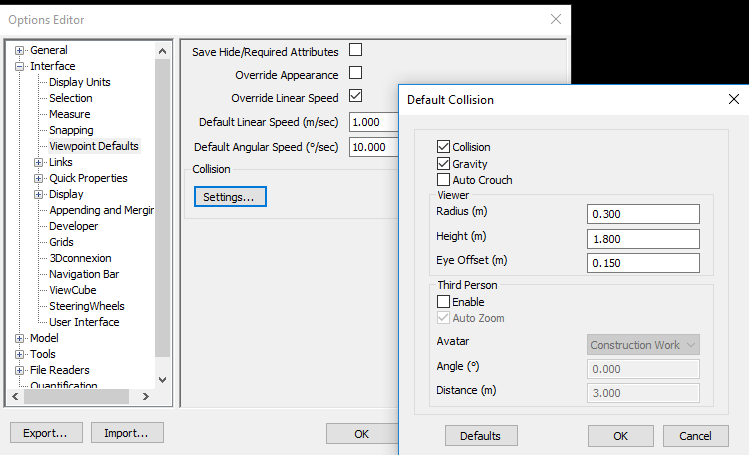 Options Editor
General
Interface
Display Units
Selection
Measure
Snapping
Viewpoint Defaults
Links
Quick Properties
Display
Appending and Mergin
Developer
Grids
3Dconnexion
Navigation Bar
ViewCube
SteeringWheels
User Interface
Model
Tools
File Readers
Quantification
Export...
Import...
Save Hide/Required Attributes
Override Appearance
Override Linear Speed
Default Linear Speed (m/sec) 1.000
Default Angular Speed (°/sec) 10.000
Collision
Settings...
OK
Default Collision
Collision
Gravity
Auto Crouch
Viewer
Radius (m) 0.300
Height (m) 1.800
Eye Offset (m) 0.150
Third Person
Enable
Auto Zoom
Avatar Construction Work
Angle (°) 0.000
Distance (m) 3.000
Defaults
OK
Cancel